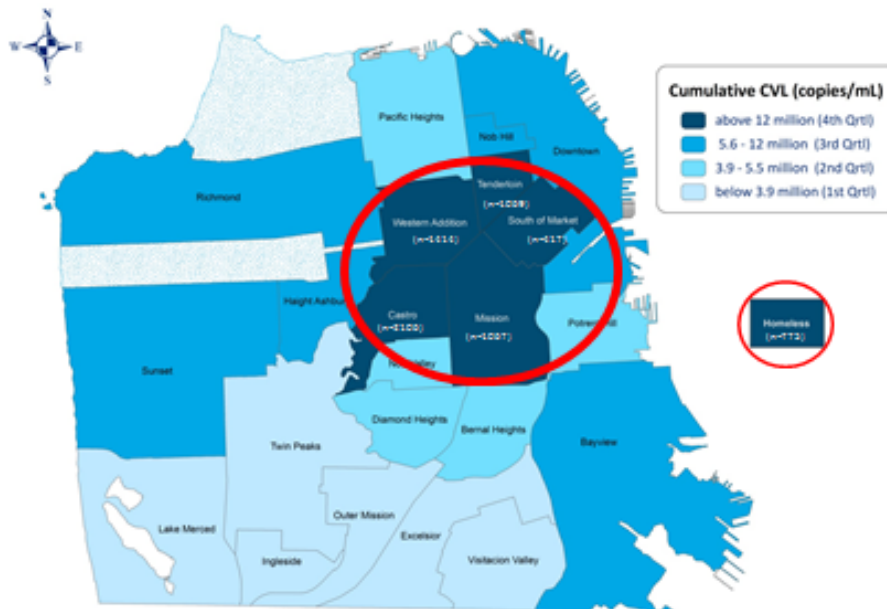 N
W E
S
Cumulative CVL (copies/mL)
above 12 million (4th Qrtl)
5.6 - 12 million (3rd Qrtl)
3.9 - 5.5 million (2nd Qrtl)
below 3.9 million (1st Qrtl)
Pacific Heights
Nob Hill
Downtown
Richmond
Tenderloin
Western Addition
South of Market
Haight Ashbury
Castro
Mission
Potrero Hill
Homeless
Sunset
Noe Valley
Diamond Heights
Bernal Heights
Twin Peaks
Bayview
Lake Merced
Outer Mission
Excelsior
Ingleside
Visitacion Valley